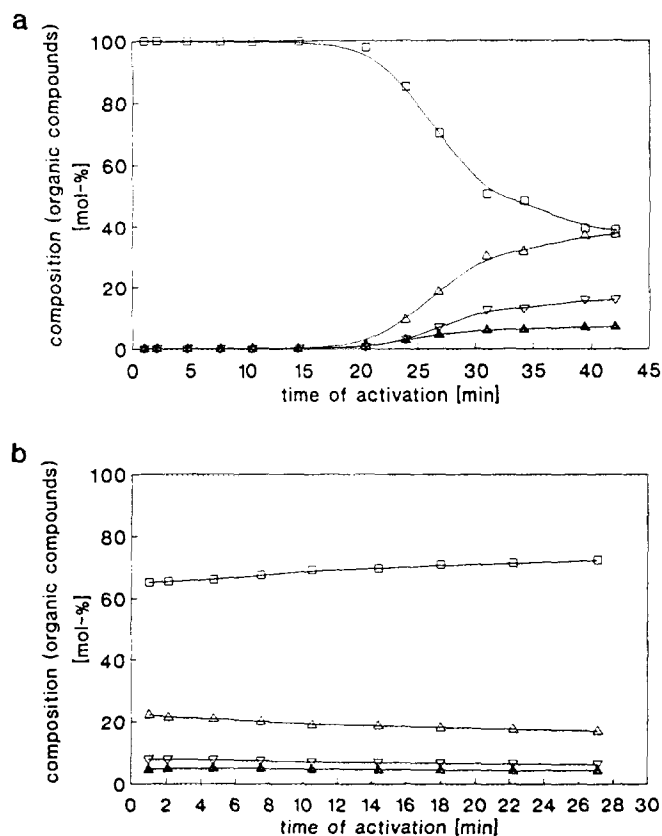 a
composition (organic compounds)
[mol-%]
100
80
60
40
20
0
0 5 10 15 20 25 30 35 40 45
time of activation [min]
b
composition (organic compounds)
[mol-%]
100
80
60
40
20
0
0 2 4 6 8 10 12 14 16 18 20 22 24 26 28 30
time of activation [min]